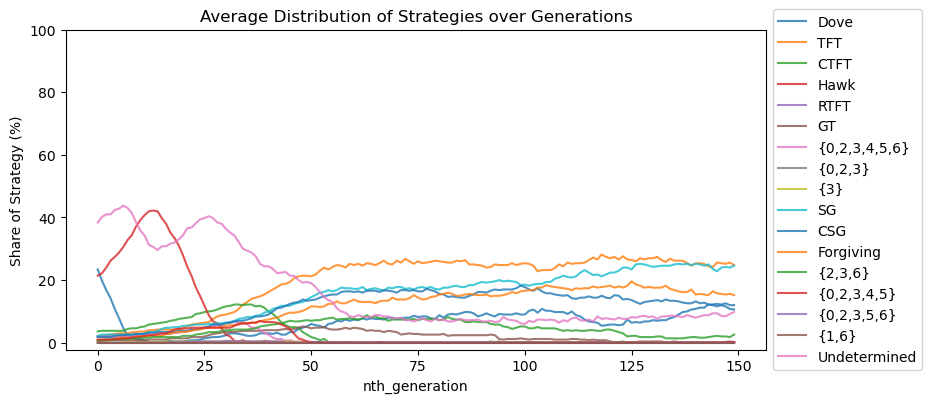 Average Distribution of Strategies over Generations
Share of Strategy (%)
100
80
60
40
20
0
0
25
50
75
100
125
150
nth_generation
Dove
TFT
CTFT
Hawk
RTFT
GT
{0,2,3,4,5,6}
{0,2,3}
{3}
SG
CSG
Forgiving
{2,3,6}
{0,2,3,4,5}
{0,2,3,5,6}
{1,6}
Undetermined